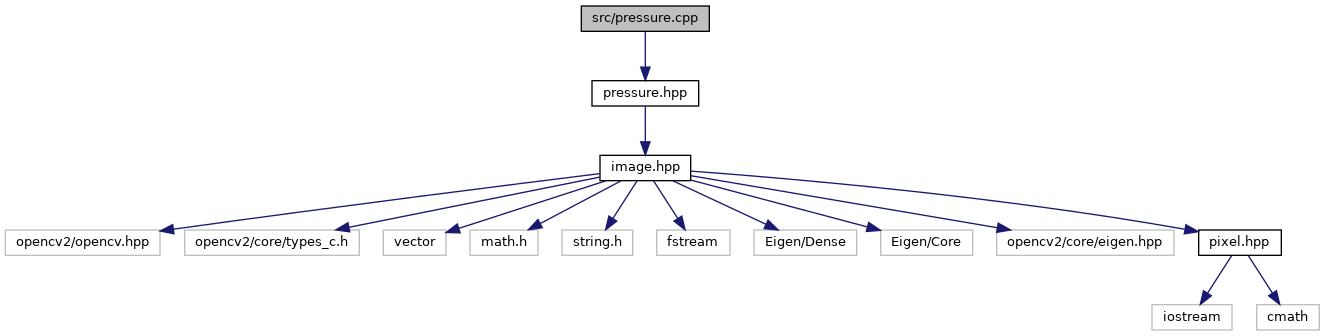 src/pressure.cpp
pressure.hpp
image.hpp
opencv2/opencv.hpp
opencv2/core/types_c.h
vector
math.h
string.h
fstream
Eigen/Dense
Eigen/Core
opencv2/core/eigen.hpp
pixel.hpp
iostream
cmath